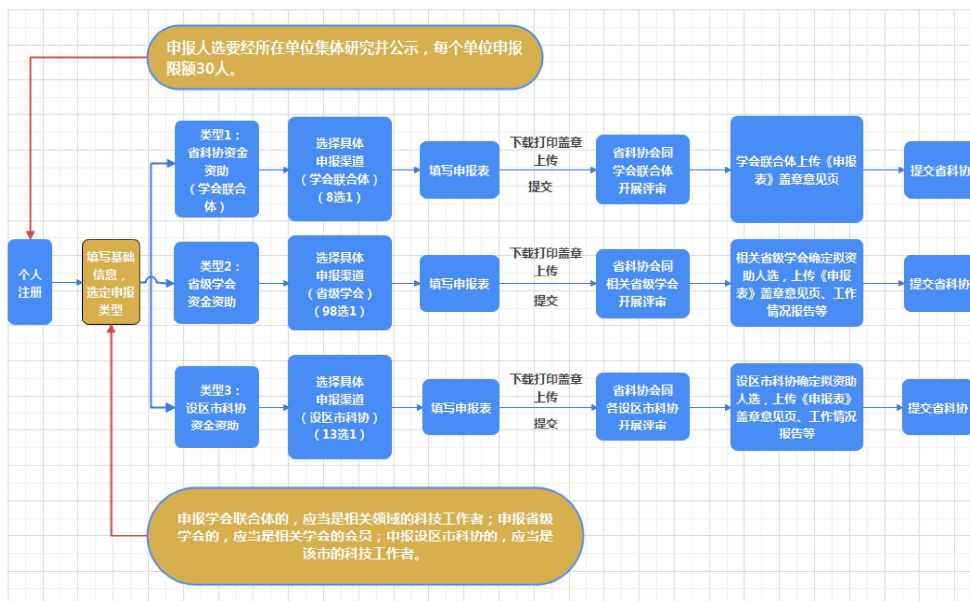 申报人选要经所在单位集体研究并公示，每个单位申报
限额30人。
个人
注册
填写基础
信息，
选定申报
类型
类型1：
省科协资金
资助
（学会联合
体）
选择具体
申报渠道
（学会联合体）
（8选1）
填写申报表
下载打印盖章
上传
提交
省科协会同
学会联合体
开展评审
学会联合体上传《申报
表》盖章意见页
提交省科协
类型2：
省级学会
资金资助
选择具体
申报渠道
（省级学会）
（98选1）
填写申报表
下载打印盖章
上传
提交
省科协会同
相关省级学会
开展评审
相关省级学会确定拟资
助人选，上传《申报
表》盖章意见页、工作
情况报告等
提交省科协
类型3：
设区市科协
资金资助
选择具体
申报渠道
（设区市科协）
（13选1）
填写申报表
下载打印盖章
上传
提交
省科协会同
各设区市科协
开展评审
设区市科协确定拟资助
人选，上传《申报表》
盖章意见页、工作情况
报告等
提交省科协
申报学会联合体的，应当是相关领域的科技工作者；申报省级
学会的，应当是相关学会的会员；申报设区市科协的，应当是
该市的科技工作者。